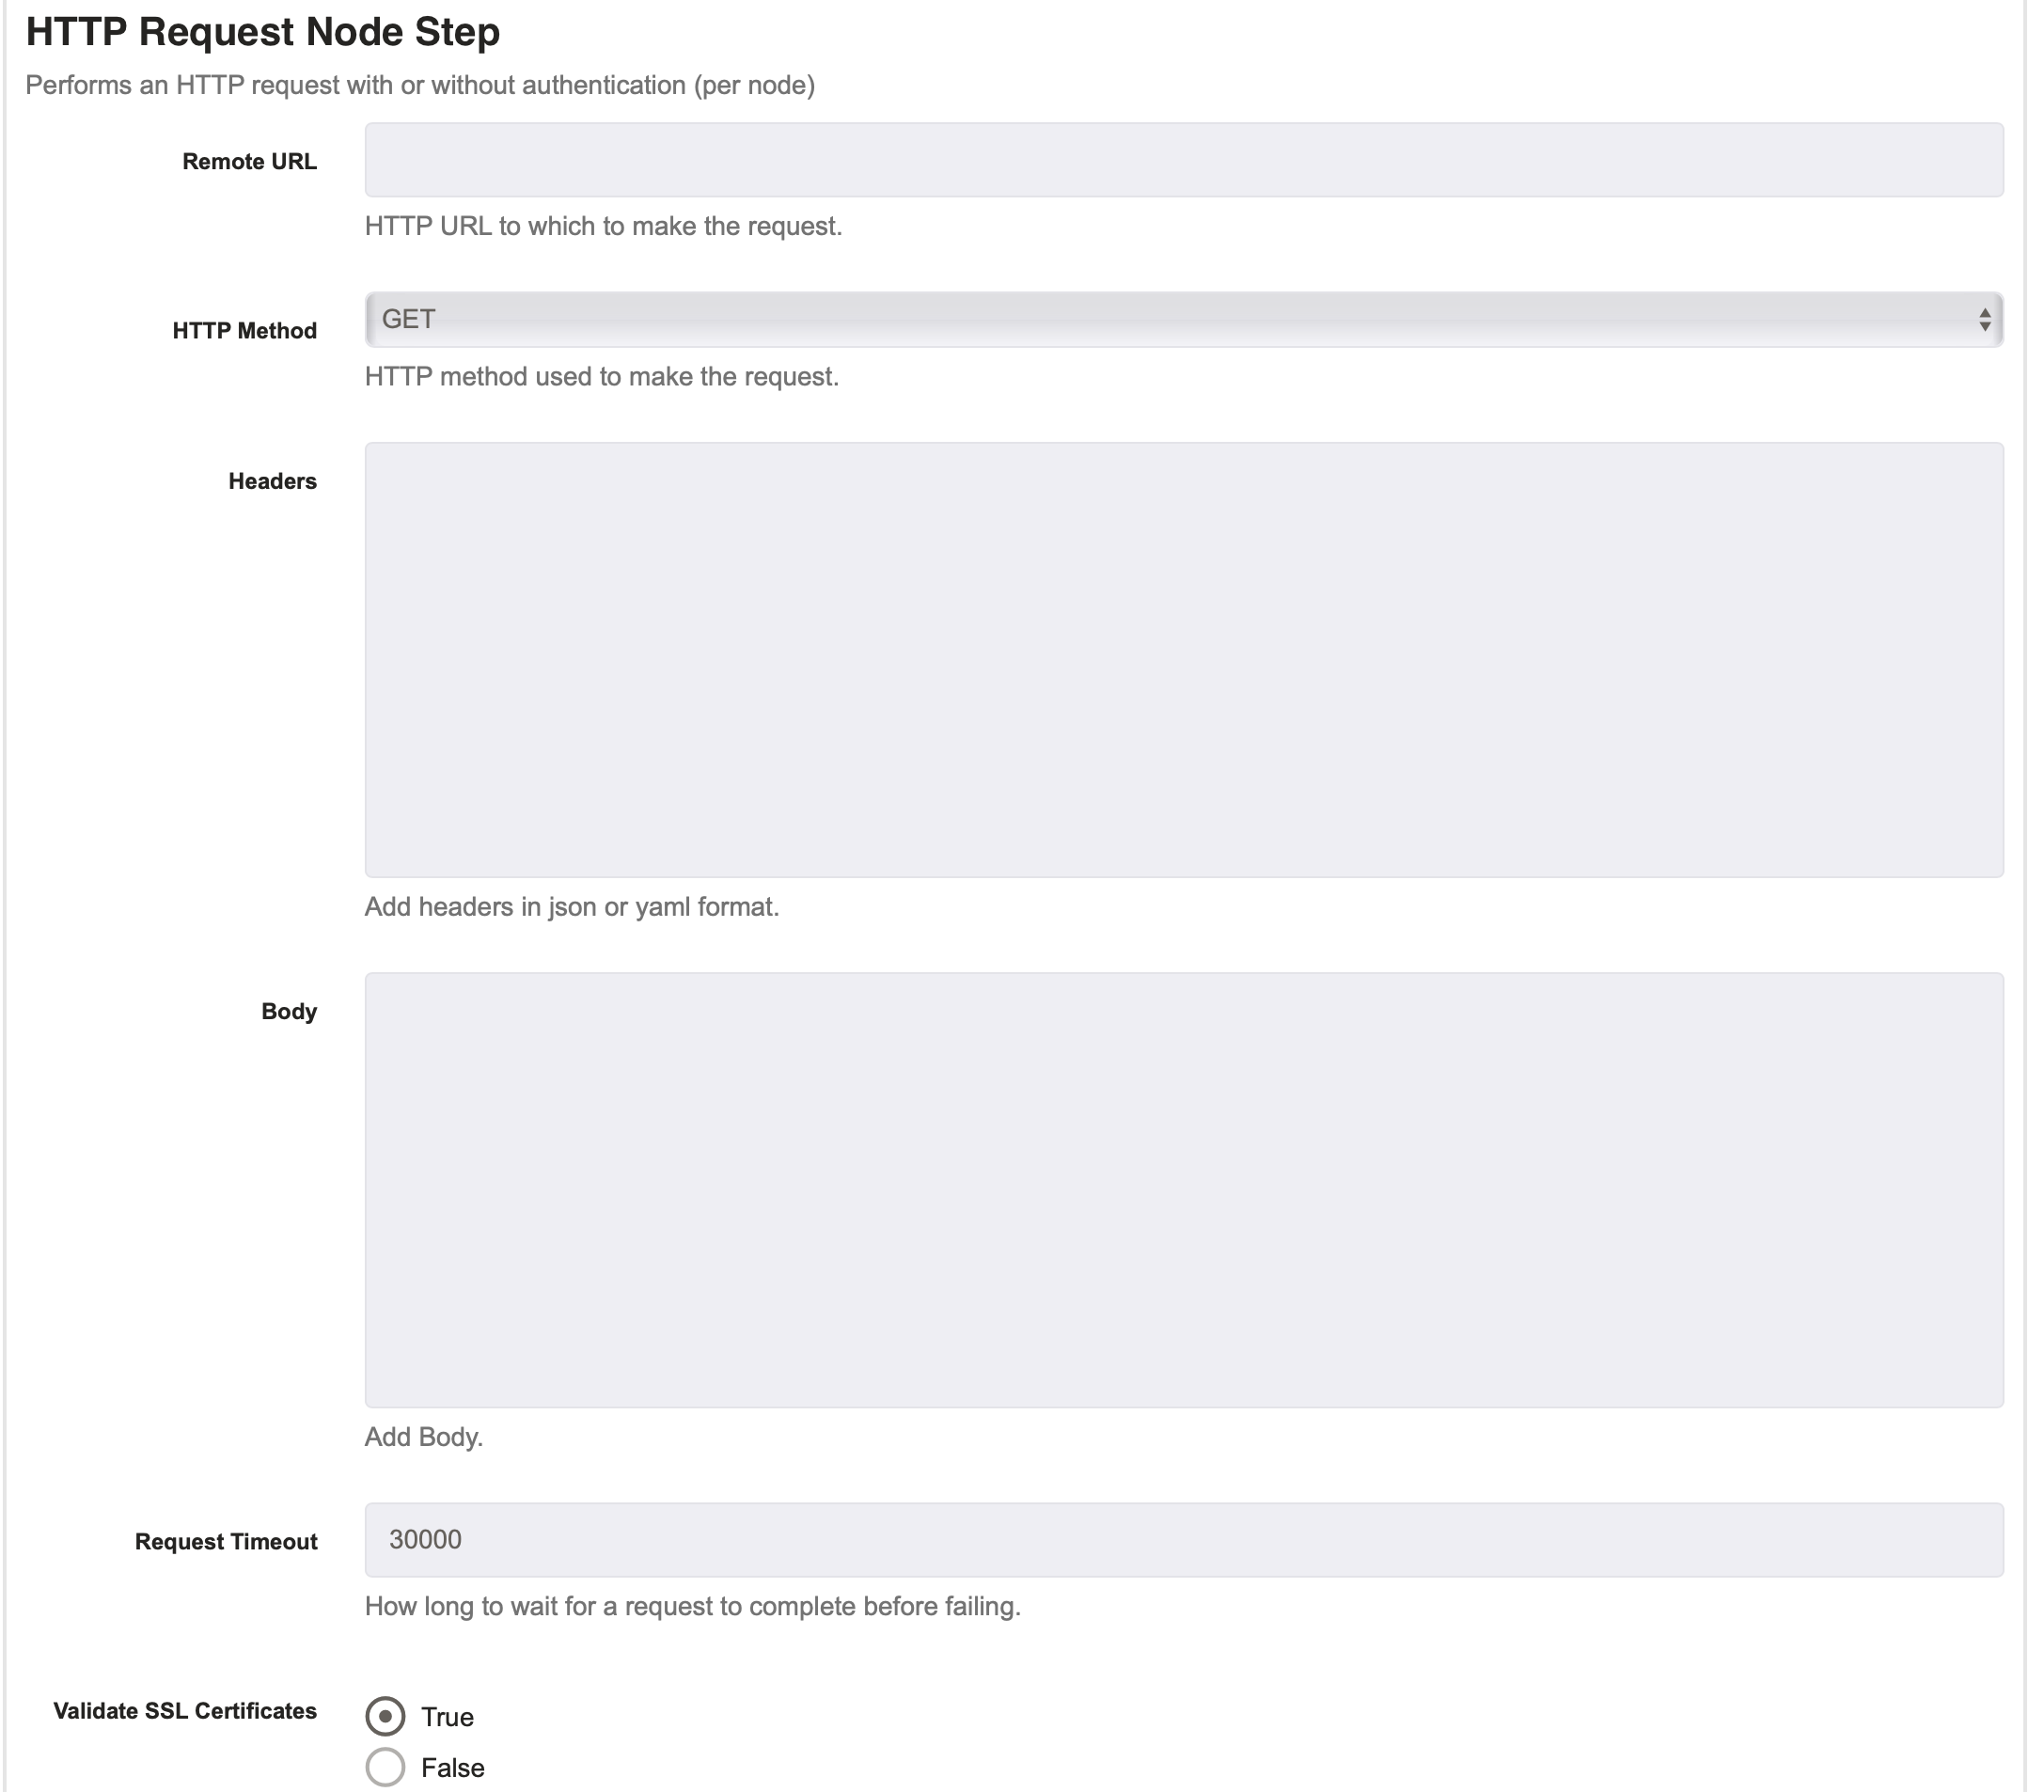 HTTP Request Node Step
Performs an HTTP request with or without authentication (per node)
Remote URL
HTTP URL to which to make the request.
HTTP Method
GET
HTTP method used to make the request.
Headers
Add headers in json or yaml format.
Body
Add Body.
Request Timeout
30000
How long to wait for a request to complete before failing.
Validate SSL Certificates
True
False